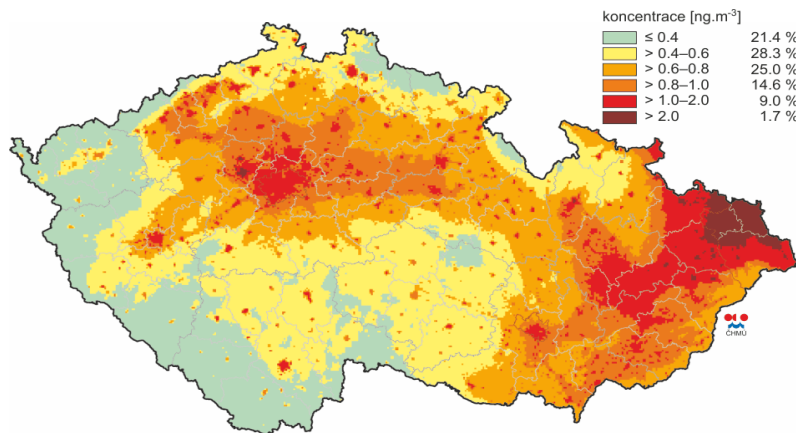 koncentrace [ng.m-3]
≤ 0.4 21.4 %
> 0.4–0.6 28.3 %
> 0.6–0.8 25.0 %
> 0.8–1.0 14.6 %
> 1.0–2.0 9.0 %
> 2.0 1.7 %
ČHMÚ